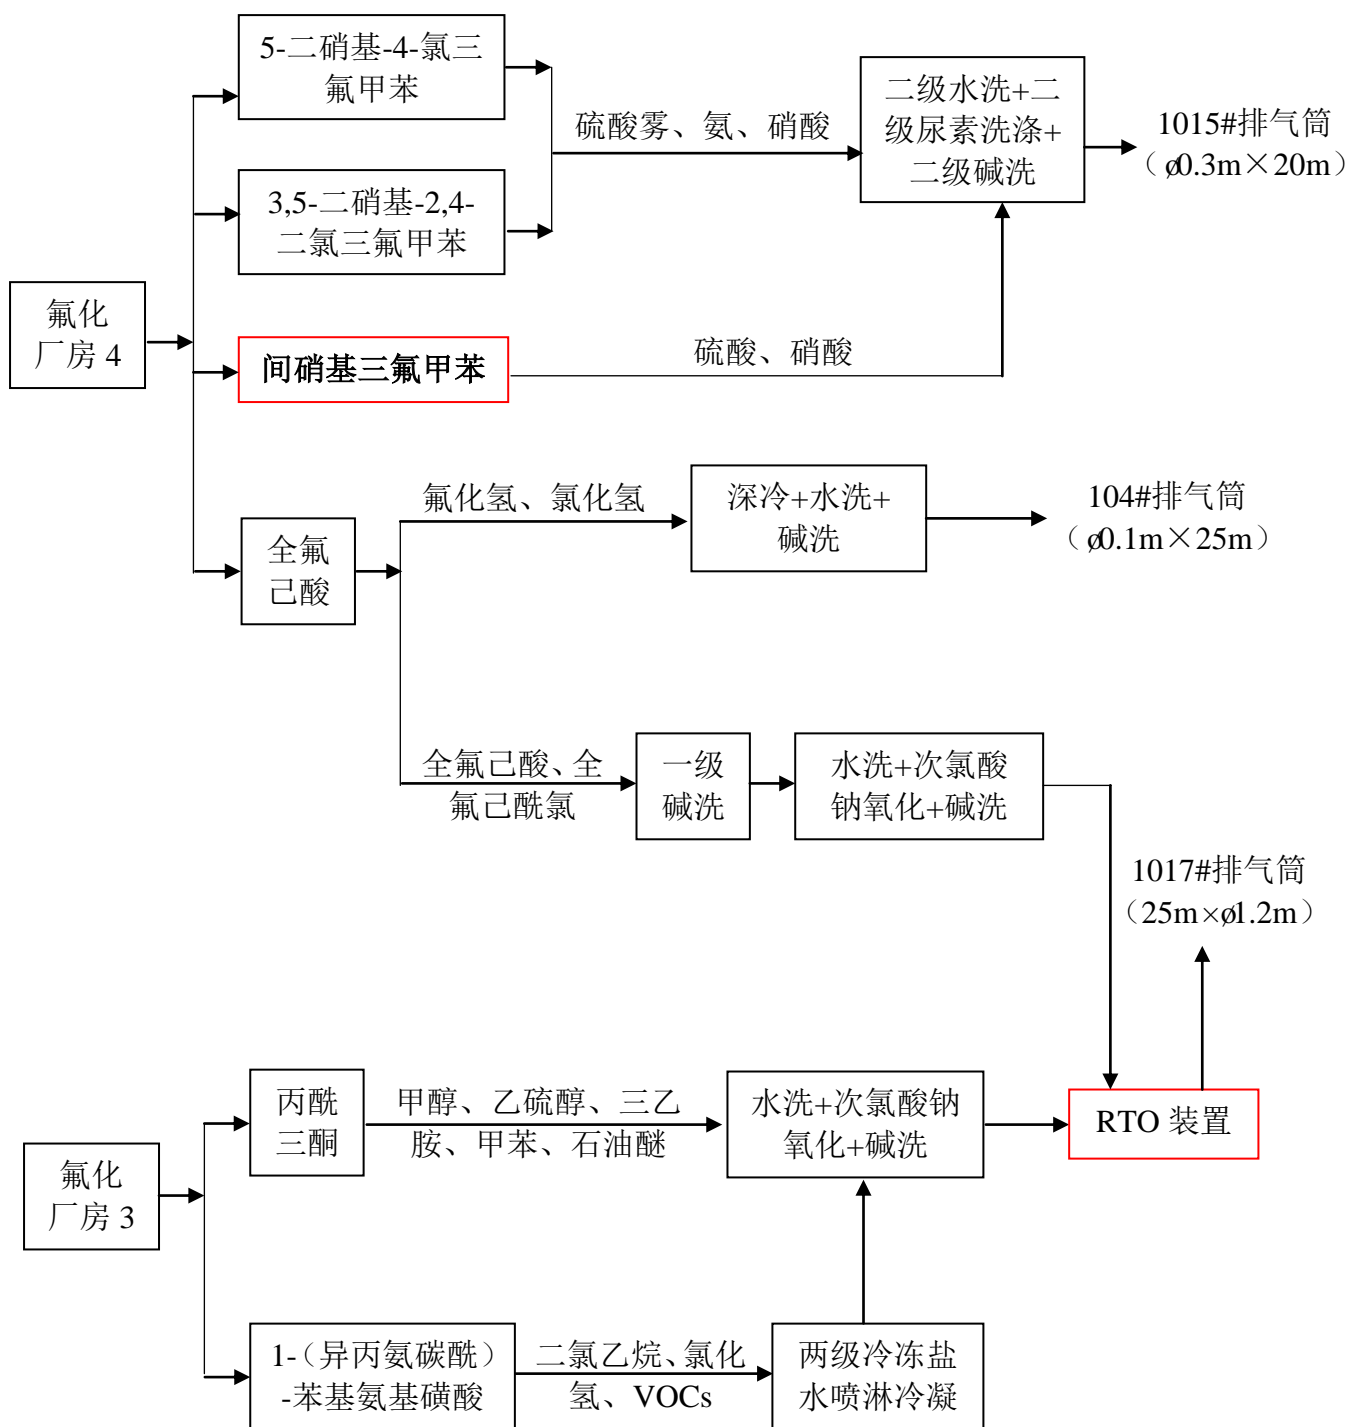 5-二硝基-4-氯三
氟甲苯
硫酸雾、氨、硝酸
二级水洗+二
级尿素洗涤+
二级碱洗
1015#排气筒
（ø0.3m×20m）
3,5-二硝基-2,4-
二氯三氟甲苯
氟化
厂房 4
间硝基三氟甲苯
硫酸、硝酸
全氟
己酸
氟化氢、氯化氢
深冷+水洗+
碱洗
104#排气筒
（ø0.1m×25m）
全氟己酸、全
氟己酰氯
一级
碱洗
水洗+次氯酸
钠氧化+碱洗
1017#排气筒
（25m×ø1.2m）
氟化
厂房 3
丙酰
三酮
甲醇、乙硫醇、三乙
胺、甲苯、石油醚
水洗+次氯酸钠
氧化+碱洗
RTO 装置
1-（异丙氨碳酰）
-苯基氨基磺酸
二氯乙烷、氯化
氢、VOCs
两级冷冻盐
水喷淋冷凝